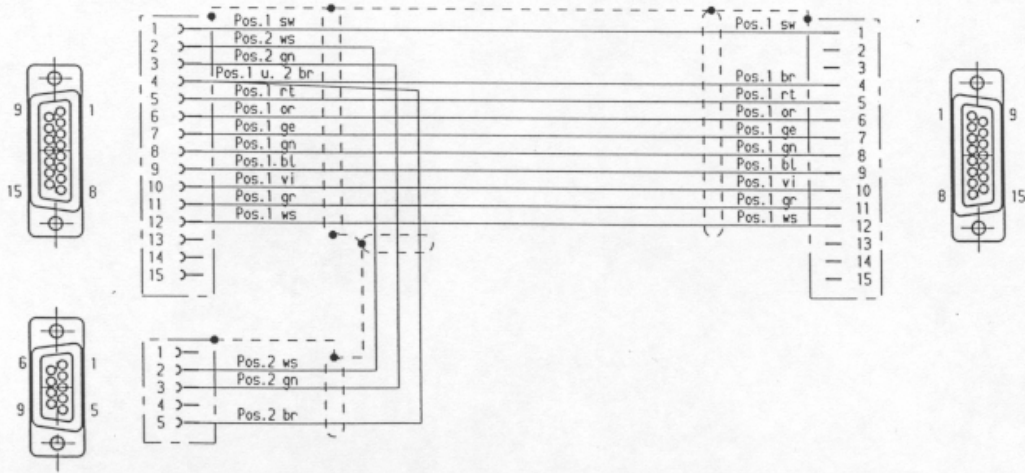 1 Pos.1 sw Pos.1 sw 1
2 Pos.2 ws 2
3 Pos.2 gn 3
4 Pos.1 u. 2 br Pos.1 br 4
5 Pos.1 rt Pos.1 rt 5
6 Pos.1 or Pos.1 or 6
7 Pos.1 ge Pos.1 ge 7
8 Pos.1 gn Pos.1 gn 8
9 Pos.1.bl Pos.1 bl 9
10 Pos.1 vi Pos.1 vi 10
11 Pos.1 gr Pos.1 gr 11
12 Pos.1 ws Pos.1 ws 12
13 13
14 14
15 15
9 1
15 8
1 9
8 15
1
2 Pos.2 ws
3 Pos.2 gn
4
5 Pos.2 br
6 1
9 5